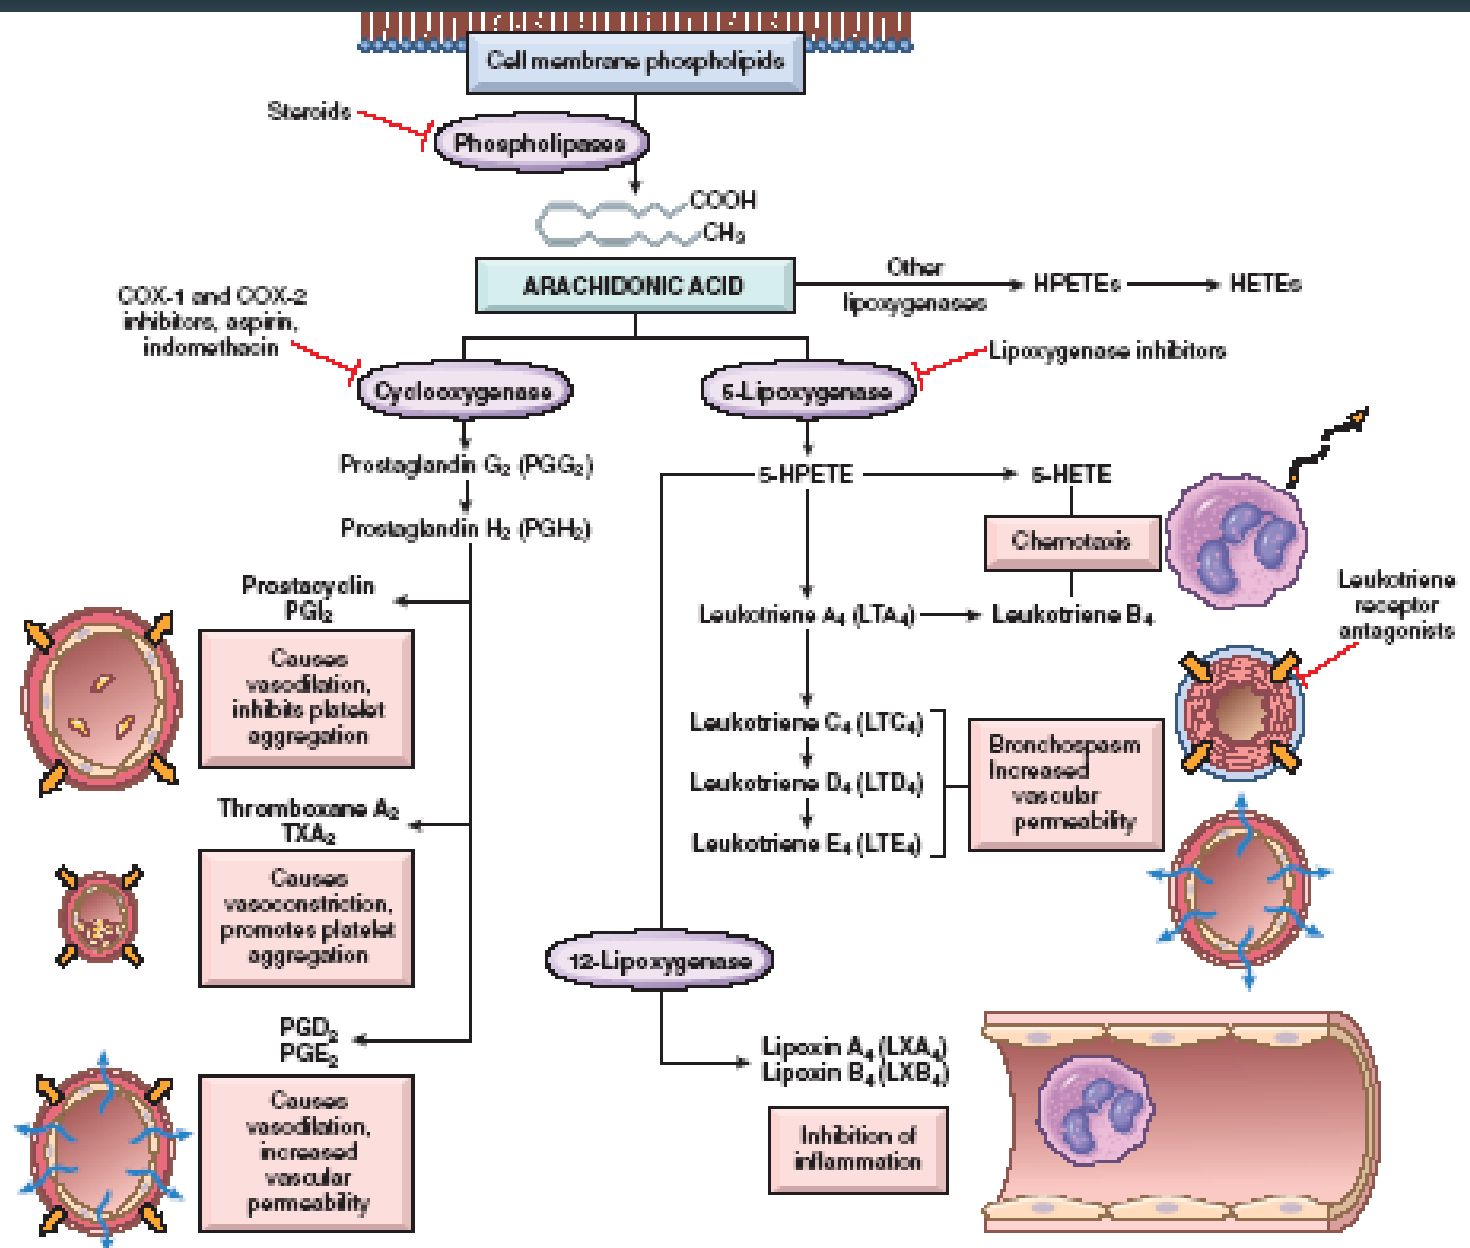 Cell membrane phospholipids
Steroids
Phospholipases
COOH
CH₃
ARACHIDONIC ACID
Other
lipoxygenases
HPETEs
HETEs
COX-1 and COX-2
inhibitors, aspirin,
indomethacin
Cyclooxygenase
5-Lipoxygenase
Lipoxygenase inhibitors
Prostaglandin G₂ (PGG₂)
Prostaglandin H₂ (PGH₂)
5-HPETE
5-HETE
Chemotaxis
Leukotriene A₄ (LTA₄)
Leukotriene B₄
Leukotriene
receptor
antagonists
Prostacyclin
PGI₂
Causes
vasodilation,
inhibits platelet
aggregation
Leukotriene C₄ (LTC₄)
Leukotriene D₄ (LTD₄)
Leukotriene E₄ (LTE₄)
Bronchospasm
Increased
vascular
permeability
Thromboxane A₂
TXA₂
Causes
vasoconstriction,
promotes platelet
aggregation
12-Lipoxygenase
PGD₂
PGE₂
Causes
vasodilation,
increased
vascular
permeability
Lipoxin A₄ (LXA₄)
Lipoxin B₄ (LXB₄)
Inhibition of
inflammation